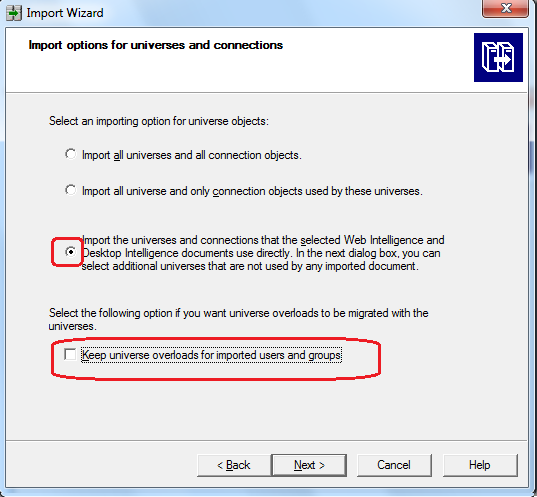 Import Wizard
Import options for universes and connections
Select an importing option for universe objects:
Import all universes and all connection objects.
Import all universe and only connection objects used by these universes.
Import the universes and connections that the selected Web Intelligence and
Desktop Intelligence documents use directly. In the next dialog box, you can
select additional universes that are not used by any imported document.
Select the following option if you want universe overloads to be migrated with the
universes.
Keep universe overloads for imported users and groups
< Back
Next >
Cancel
Help